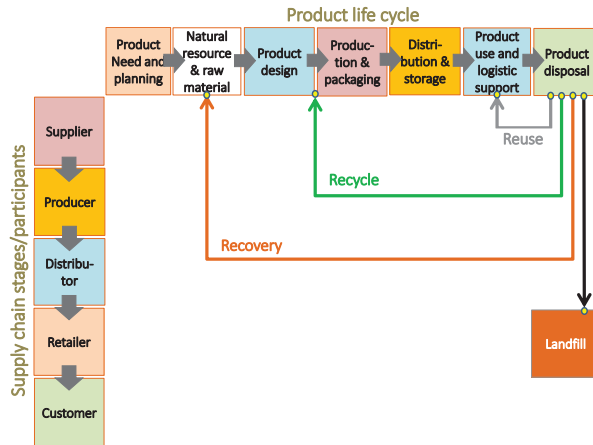 Product life cycle
Product
Need and
planning
Natural
resource
& raw
material
Product
design
Produc-
tion &
packaging
Distri-
bution &
storage
Product
use and
logistic
support
Product
disposal
Reuse
Recycle
Recovery
Landfill
Supply chain stages/participants
Supplier
Producer
Distribu-
tor
Retailer
Customer